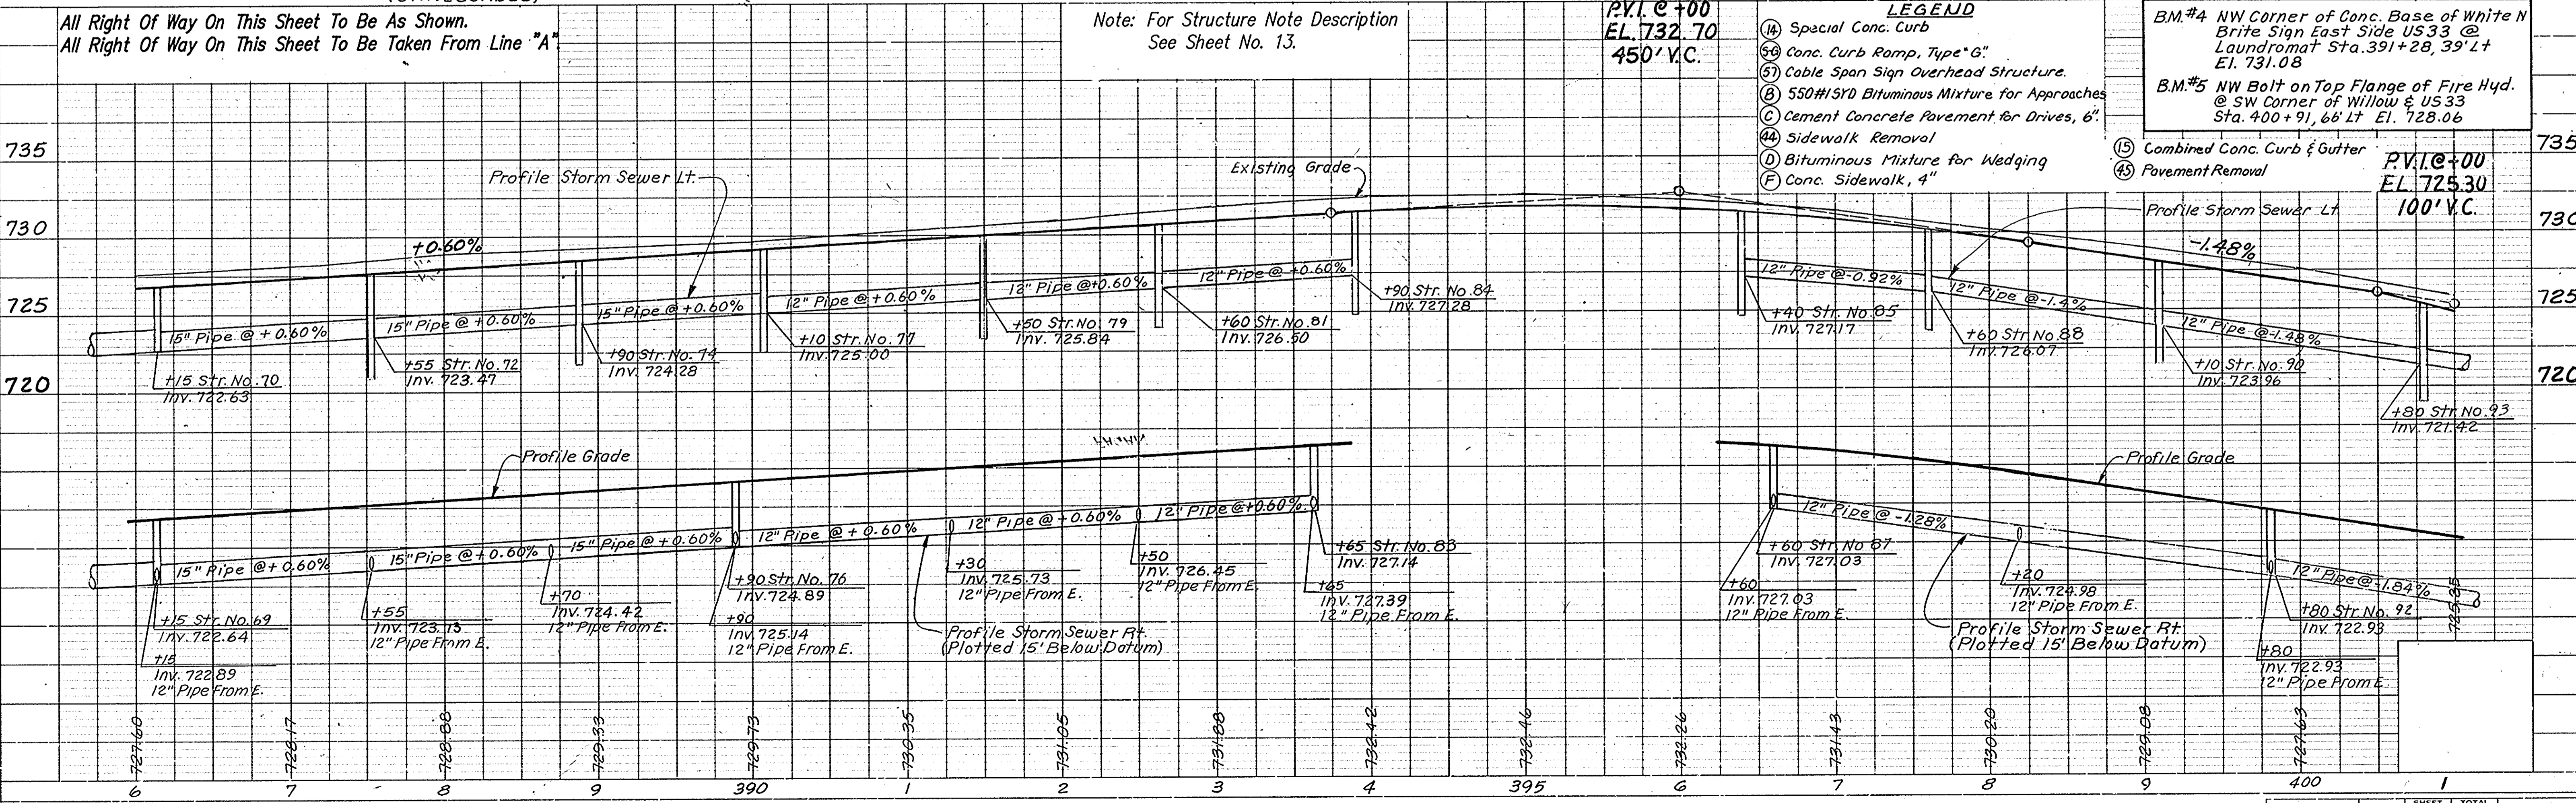 All Right Of Way On This Sheet To Be As Shown.
All Right Of Way On This Sheet To Be Taken From Line "A"
Note: For Structure Note Description
See Sheet No. 13.
P.V.I. @ +00
EL. 732.70
450' V.C.
LEGEND
14 Special Conc. Curb
5-G Conc. Curb Ramp, Type "G".
57 Cable Span Sign Overhead Structure.
B 550#/SYD Bituminous Mixture for Approaches
C Cement Concrete Pavement for Drives, 6".
44 Sidewalk Removal
D Bituminous Mixture for Wedging
F Conc. Sidewalk, 4"
15 Combined Conc. Curb & Gutter
45 Pavement Removal
B.M.#4 NW Corner of Conc. Base of White N
Brite Sign East Side US 33 @
Laundromat Sta. 391+28, 39' Lt
El. 731.08
B.M.#5 NW Bolt on Top Flange of Fire Hyd.
@ SW Corner of Willow & US 33
Sta. 400+91, 66' Lt El. 728.06
P.V.I. @ +00
EL. 725.30
100' V.C.
735
735
730
730
725
725
720
720
Profile Storm Sewer Lt.
Existing Grade
Profile Storm Sewer Lt.
+0.60%
-1.48%
15" Pipe @ + 0.60%
15" Pipe @ +0.60%
15" Pipe @ +0.60%
12" Pipe @ + 0.60%
12" Pipe @+0.60%
12" Pipe @ +0.60%
12" Pipe @-0.92%
12" Pipe @-1.4%
12" Pipe @-1.48%
+15 Str. No. 70
Inv. 722.63
+55 Str. No. 72
Inv. 723.47
+90 Str. No. 74
Inv. 724.28
+10 Str. No. 77
Inv. 725.00
+50 Str. No. 79
Inv. 725.84
+60 Str. No. 81
Inv. 726.50
+90 Str. No. 84
Inv. 727.28
+40 Str. No. 85
Inv. 727.17
+60 Str. No. 88
Inv. 726.07
+10 Str. No. 90
Inv. 723.96
+80 Str. No. 93
Inv. 721.42
Profile Grade
Profile Grade
15" Pipe @+ 0.60%
15" Pipe @+0.60%
15" Pipe @+0.60%
12" Pipe @ + 0.60%
12" Pipe @ +0.60%
12" Pipe @+0.60%
12" Pipe @ -1.28%
12" Pipe @-1.84%
+15 Str. No. 69
Inv. 722.64
+15
Inv. 722.89
12" Pipe From E.
+55
Inv. 723.73
12" Pipe From E.
+70
Inv. 724.42
12" Pipe From E.
+90 Str. No. 76
Inv. 724.89
+90
Inv. 725.14
12" Pipe From E.
+30
Inv. 725.73
12" Pipe From E.
+50
Inv. 726.45
12" Pipe From E.
+65 Str. No. 83
Inv. 727.14
+65
Inv. 727.39
12" Pipe From E.
Profile Storm Sewer Rt.
(Plotted 15' Below Datum)
+60 Str. No 87
Inv. 727.03
+60
Inv. 727.03
12" Pipe From E.
+20
Inv. 724.98
12" Pipe From E.
Profile Storm Sewer Rt.
(Plotted 15' Below Datum)
+80 Str. No. 92
Inv. 722.93
+80
Inv. 722.93
12" Pipe From E.
727.60
728.17
728.88
729.33
729.73
730.35
731.05
731.88
732.42
732.46
732.26
731.43
730.20
729.08
727.63
6
7
8
9
390
1
2
3
4
395
6
7
8
9
400
1
SHEET
TOTAL